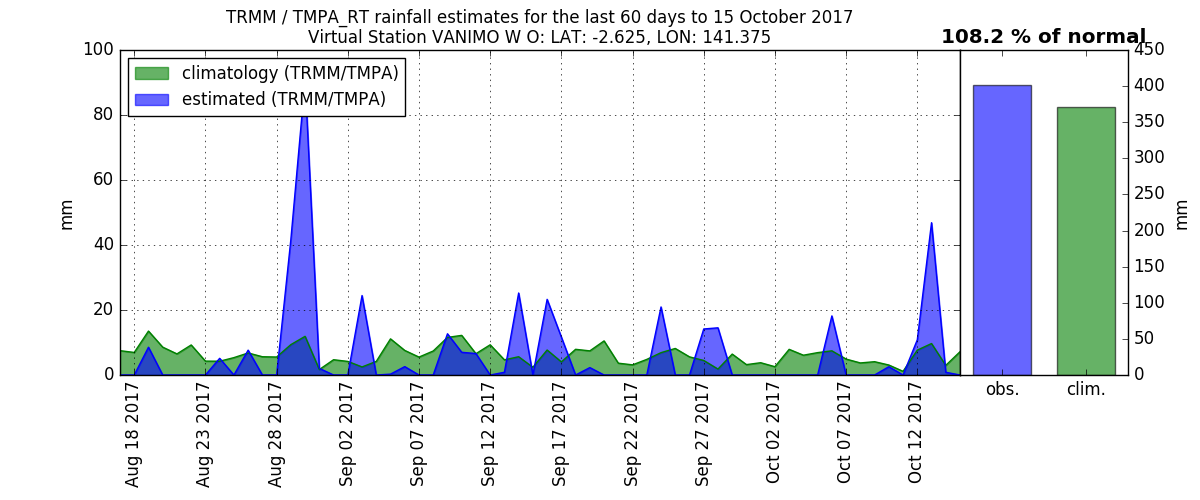 TRMM / TMPA_RT rainfall estimates for the last 60 days to 15 October 2017
Virtual Station VANIMO W O: LAT: -2.625, LON: 141.375
108.2 % of normal
climatology (TRMM/TMPA)
estimated (TRMM/TMPA)
mm
100
80
60
40
20
0
Aug 18 2017
Aug 23 2017
Aug 28 2017
Sep 02 2017
Sep 07 2017
Sep 12 2017
Sep 17 2017
Sep 22 2017
Sep 27 2017
Oct 02 2017
Oct 07 2017
Oct 12 2017
obs.
clim.
450
400
350
300
250
200
150
100
50
0
mm